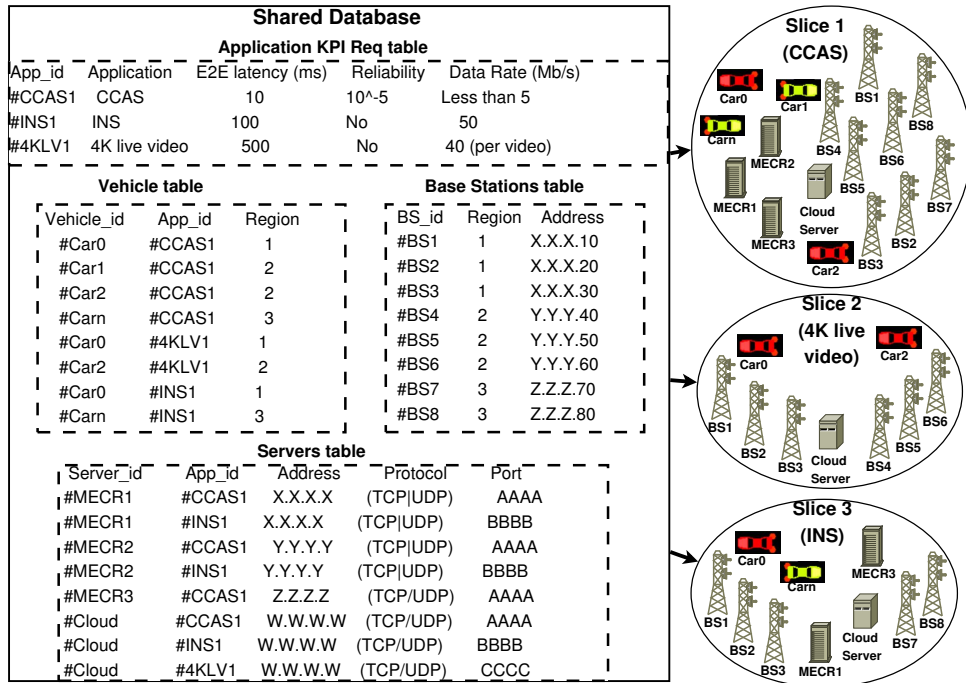 Shared Database
Application KPI Req table
App_id Application E2E latency (ms) Reliability Data Rate (Mb/s)
#CCAS1 CCAS 10 10^-5 Less than 5
#INS1 INS 100 No 50
#4KLV1 4K live video 500 No 40 (per video)
Vehicle table
Vehicle_id App_id Region
#Car0 #CCAS1 1
#Car1 #CCAS1 2
#Car2 #CCAS1 2
#Carn #CCAS1 3
#Car0 #4KLV1 1
#Car2 #4KLV1 2
#Car0 #INS1 1
#Carn #INS1 3
Base Stations table
BS_id Region Address
#BS1 1 X.X.X.10
#BS2 1 X.X.X.20
#BS3 1 X.X.X.30
#BS4 2 Y.Y.Y.40
#BS5 2 Y.Y.Y.50
#BS6 2 Y.Y.Y.60
#BS7 3 Z.Z.Z.70
#BS8 3 Z.Z.Z.80
Servers table
Server_id App_id Address Protocol Port
#MECR1 #CCAS1 X.X.X.X (TCP|UDP) AAAA
#MECR1 #INS1 X.X.X.X (TCP|UDP) BBBB
#MECR2 #CCAS1 Y.Y.Y.Y (TCP|UDP) AAAA
#MECR2 #INS1 Y.Y.Y.Y (TCP|UDP) BBBB
#MECR3 #CCAS1 Z.Z.Z.Z (TCP/UDP) AAAA
#Cloud #CCAS1 W.W.W.W (TCP/UDP) AAAA
#Cloud #INS1 W.W.W.W (TCP/UDP) BBBB
#Cloud #4KLV1 W.W.W.W (TCP/UDP) CCCC
Slice 1
(CCAS)
Car0
Car1
BS1
BS8
Carn
MECR2
BS4
BS6
BS5
MECR1
Cloud
Server
BS7
MECR3
BS2
Car2
BS3
Slice 2
(4K live
video)
Car0
Car2
BS1
BS6
BS2
BS3
Cloud
Server
BS4
BS5
Slice 3
(INS)
Car0
MECR3
Carn
BS1
BS8
BS2
Cloud
Server
BS7
BS3
MECR1